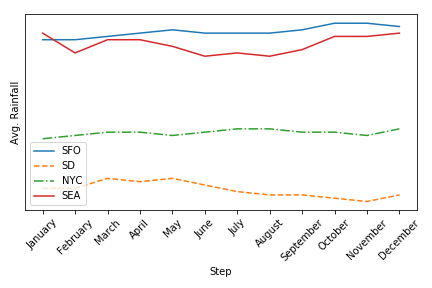 Avg. Rainfall
SFO
SD
NYC
SEA
January
February
March
April
May
June
July
August
September
October
November
December
Step